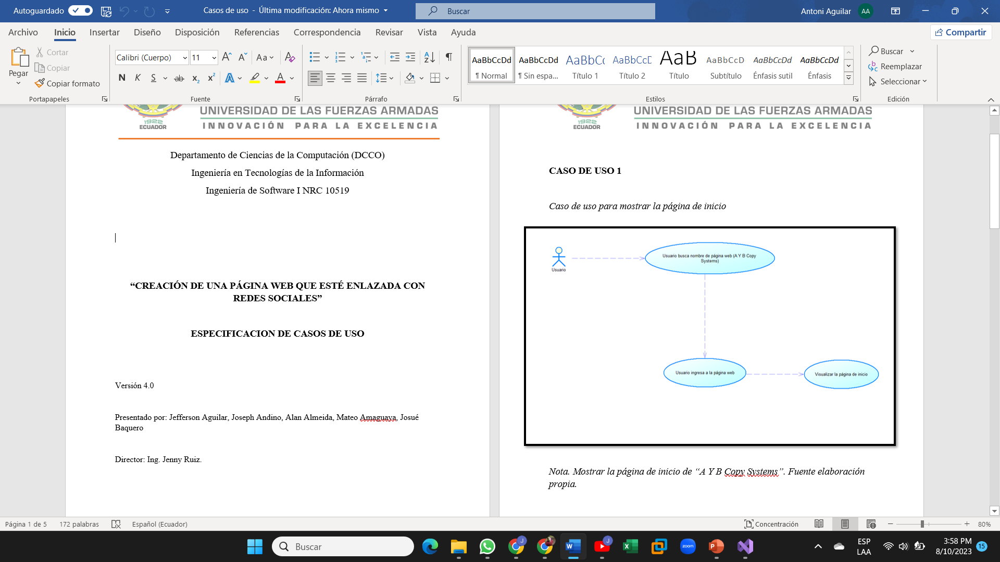 Autoguardado
Casos de uso - Última modificación: Ahora mismo
Buscar
Antoni Aguilar
AA
Archivo
Inicio
Insertar
Diseño
Disposición
Referencias
Correspondencia
Revisar
Vista
Ayuda
Compartir
Pegar
Cortar
Copiar
Copiar formato
Portapapeles
Calibri (Cuerpo)
11
Fuente
Párrafo
AaBbCcDd
¶ Normal
AaBbCcDd
¶ Sin espa...
AaBbCc
Título 1
AaBbCcD
Título 2
AaB
Título
AaBbCcD
Subtítulo
AaBbCcDd
Énfasis sutil
AaBbCcDd
Énfasis
Estilos
Buscar
Reemplazar
Seleccionar
Edición
1922
ECUADOR
UNIVERSIDAD DE LAS FUERZAS ARMADAS
INNOVACIÓN PARA LA EXCELENCIA
Departamento de Ciencias de la Computación (DCCO)
Ingeniería en Tecnologías de la Información
Ingeniería de Software I NRC 10519
“CREACIÓN DE UNA PÁGINA WEB QUE ESTÉ ENLAZADA CON
REDES SOCIALES”
ESPECIFICACION DE CASOS DE USO
Versión 4.0
Presentado por: Jefferson Aguilar, Joseph Andino, Alan Almeida, Mateo Amaguaya, Josué
Baquero
Director: Ing. Jenny Ruiz.
1922
ECUADOR
UNIVERSIDAD DE LAS FUERZAS ARMADAS
INNOVACIÓN PARA LA EXCELENCIA
CASO DE USO 1
Caso de uso para mostrar la página de inicio
Usuario
Usuario busca nombre de página web (A Y B Copy
Systems)
Usuario ingresa a la página web
Visualizar la página de inicio
Nota. Mostrar la página de inicio de “A Y B Copy Systems”. Fuente elaboración
propia.
Página 1 de 5
172 palabras
Español (Ecuador)
Concentración
80%
Buscar
zoom
ESP
LAA
3:58 PM
8/10/2023
15